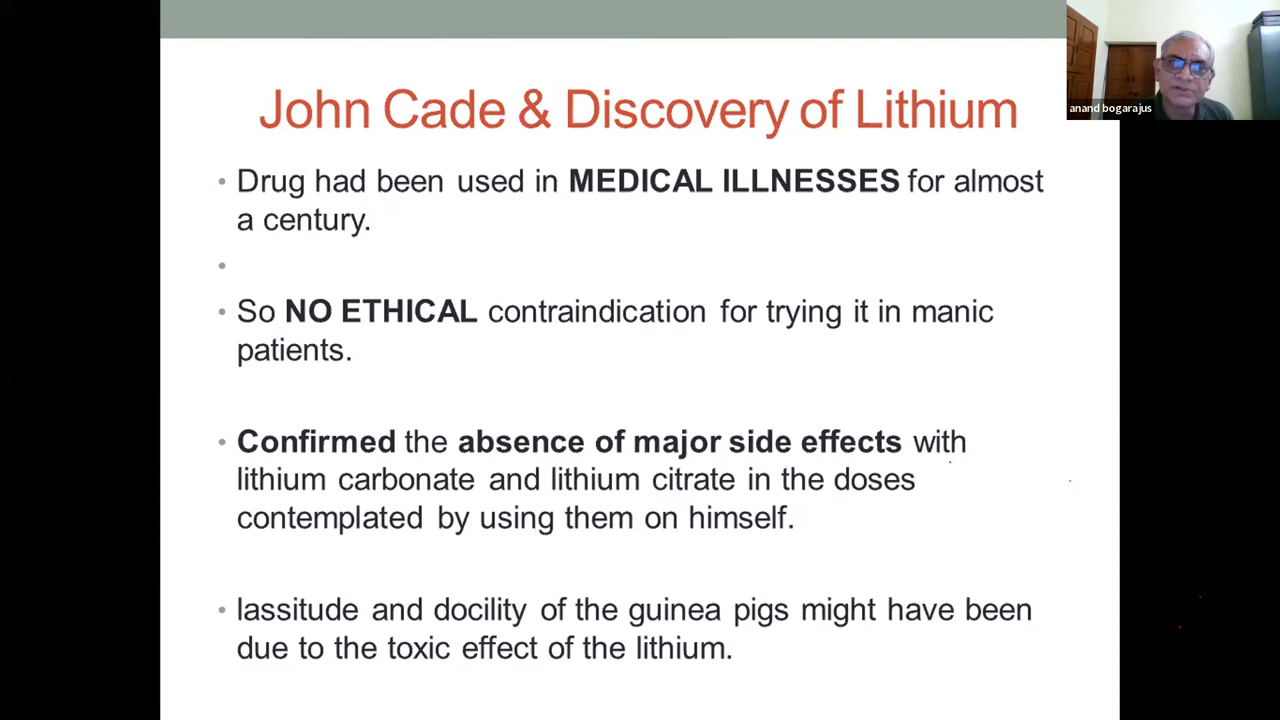 John Cade & Discovery of Lithium
anand bogarajus
• Drug had been used in MEDICAL ILLNESSES for almost
a century.
•
• So NO ETHICAL contraindication for trying it in manic
patients.
• Confirmed the absence of major side effects with
lithium carbonate and lithium citrate in the doses
contemplated by using them on himself.
• lassitude and docility of the guinea pigs might have been
due to the toxic effect of the lithium.